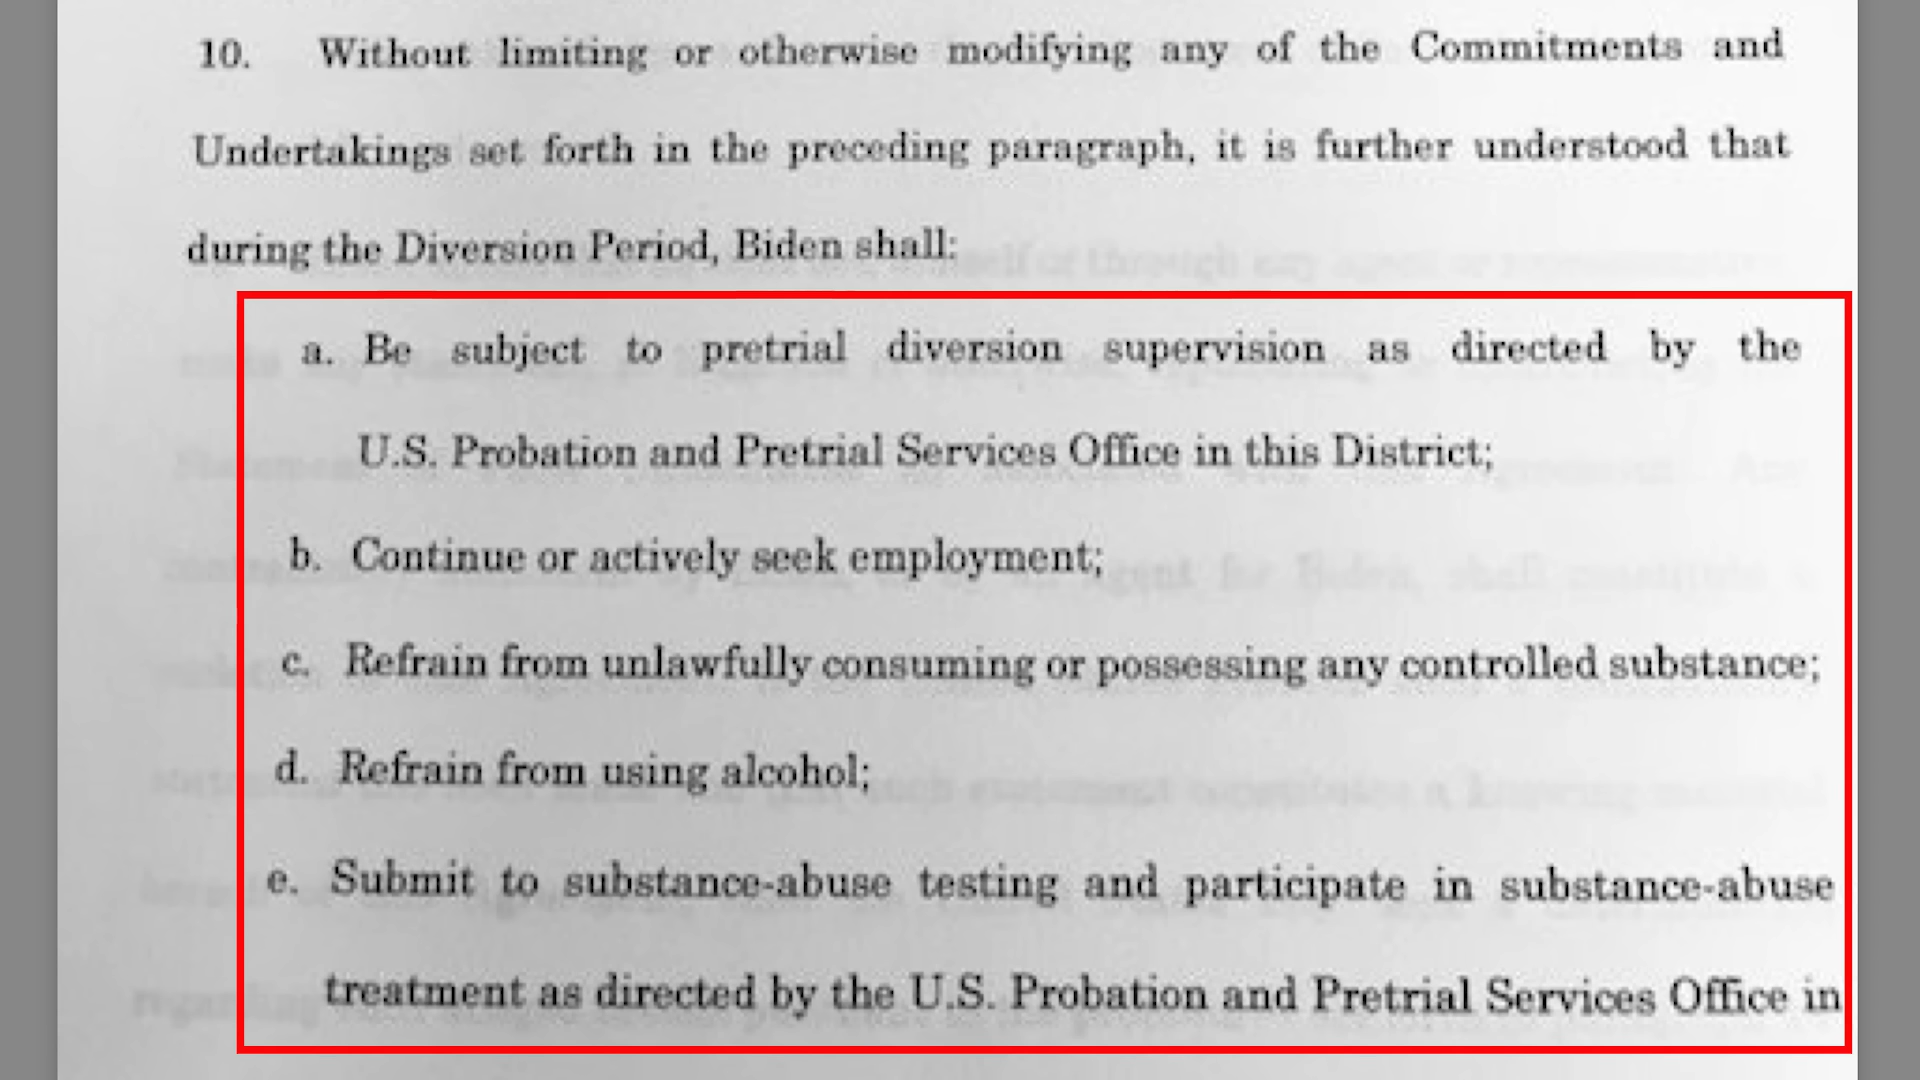 10. Without limiting or otherwise modifying any of the Commitments and
Undertakings set forth in the preceding paragraph, it is further understood that
during the Diversion Period, Biden shall:
a. Be subject to pretrial diversion supervision as directed by the
U.S. Probation and Pretrial Services Office in this District;
b. Continue or actively seek employment;
c. Refrain from unlawfully consuming or possessing any controlled substance;
d. Refrain from using alcohol;
e. Submit to substance-abuse testing and participate in substance-abuse
treatment as directed by the U.S. Probation and Pretrial Services Office in